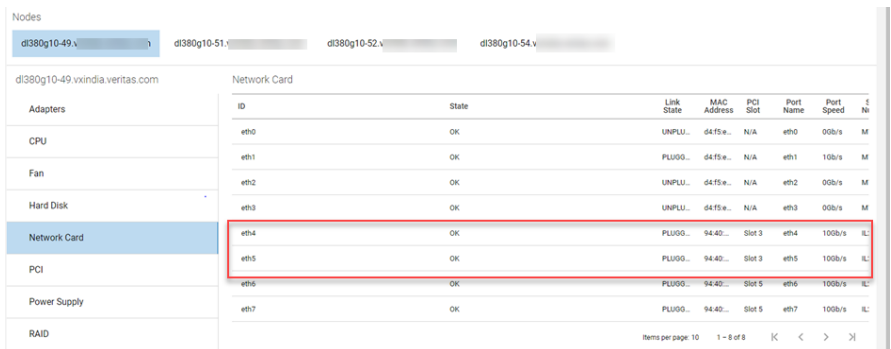 Nodes
dl380g10-49.v n dl380g10-51. dl380g10-52.v dl380g10-54.v
dl380g10-49.vxindia.veritas.com
Network Card
Adapters
CPU
Fan
Hard Disk
Network Card
PCI
Power Supply
RAID
ID State Link State MAC Address PCI Slot Port Name Port Speed S
eth0 OK UNPLU... d4:f5:e... N/A eth0 0Gb/s M
eth1 OK PLUGG... d4:f5:e... N/A eth1 1Gb/s M
eth2 OK UNPLU... d4:f5:e... N/A eth2 0Gb/s M
eth3 OK UNPLU... d4:f5:e... N/A eth3 0Gb/s M
eth4 OK PLUGG... 94:40:... Slot 3 eth4 10Gb/s IL
eth5 OK PLUGG... 94:40:... Slot 3 eth5 10Gb/s IL
eth6 OK PLUGG... 94:40:... Slot 5 eth6 10Gb/s IL
eth7 OK PLUGG... 94:40:... Slot 5 eth7 10Gb/s IL
Items per page: 10 1 – 8 of 8